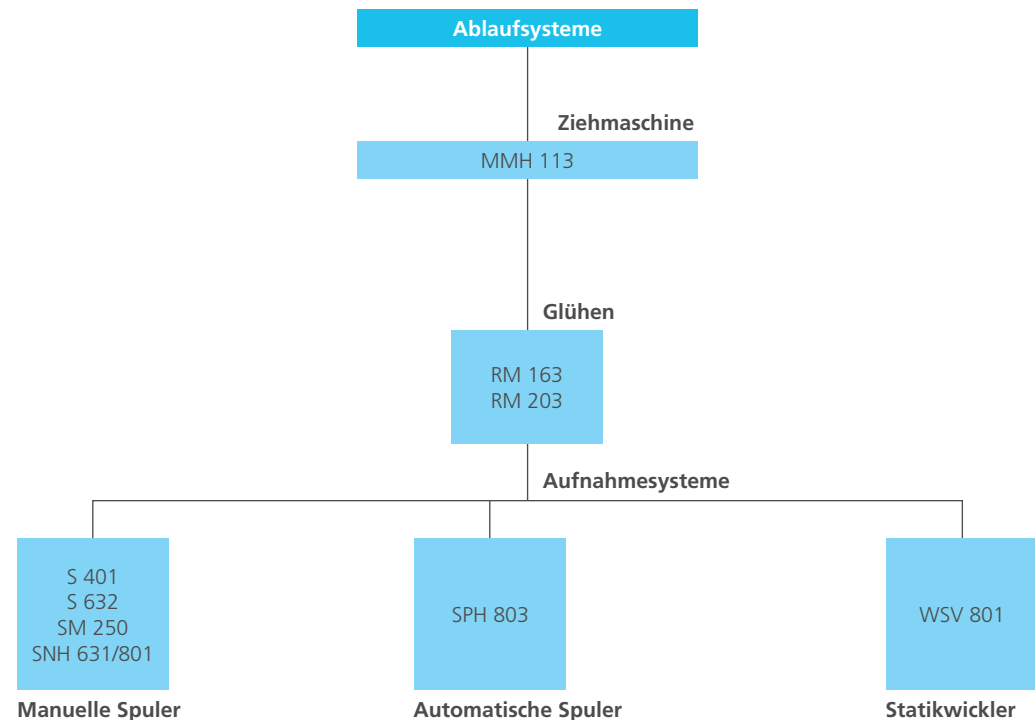 Ablaufsysteme
Ziehmaschine
MMH 113
Glühen
RM 163
RM 203
Aufnahmesysteme
S 401
S 632
SM 250
SNH 631/801
Manuelle Spuler
SPH 803
Automatische Spuler
WSV 801
Statikwickler